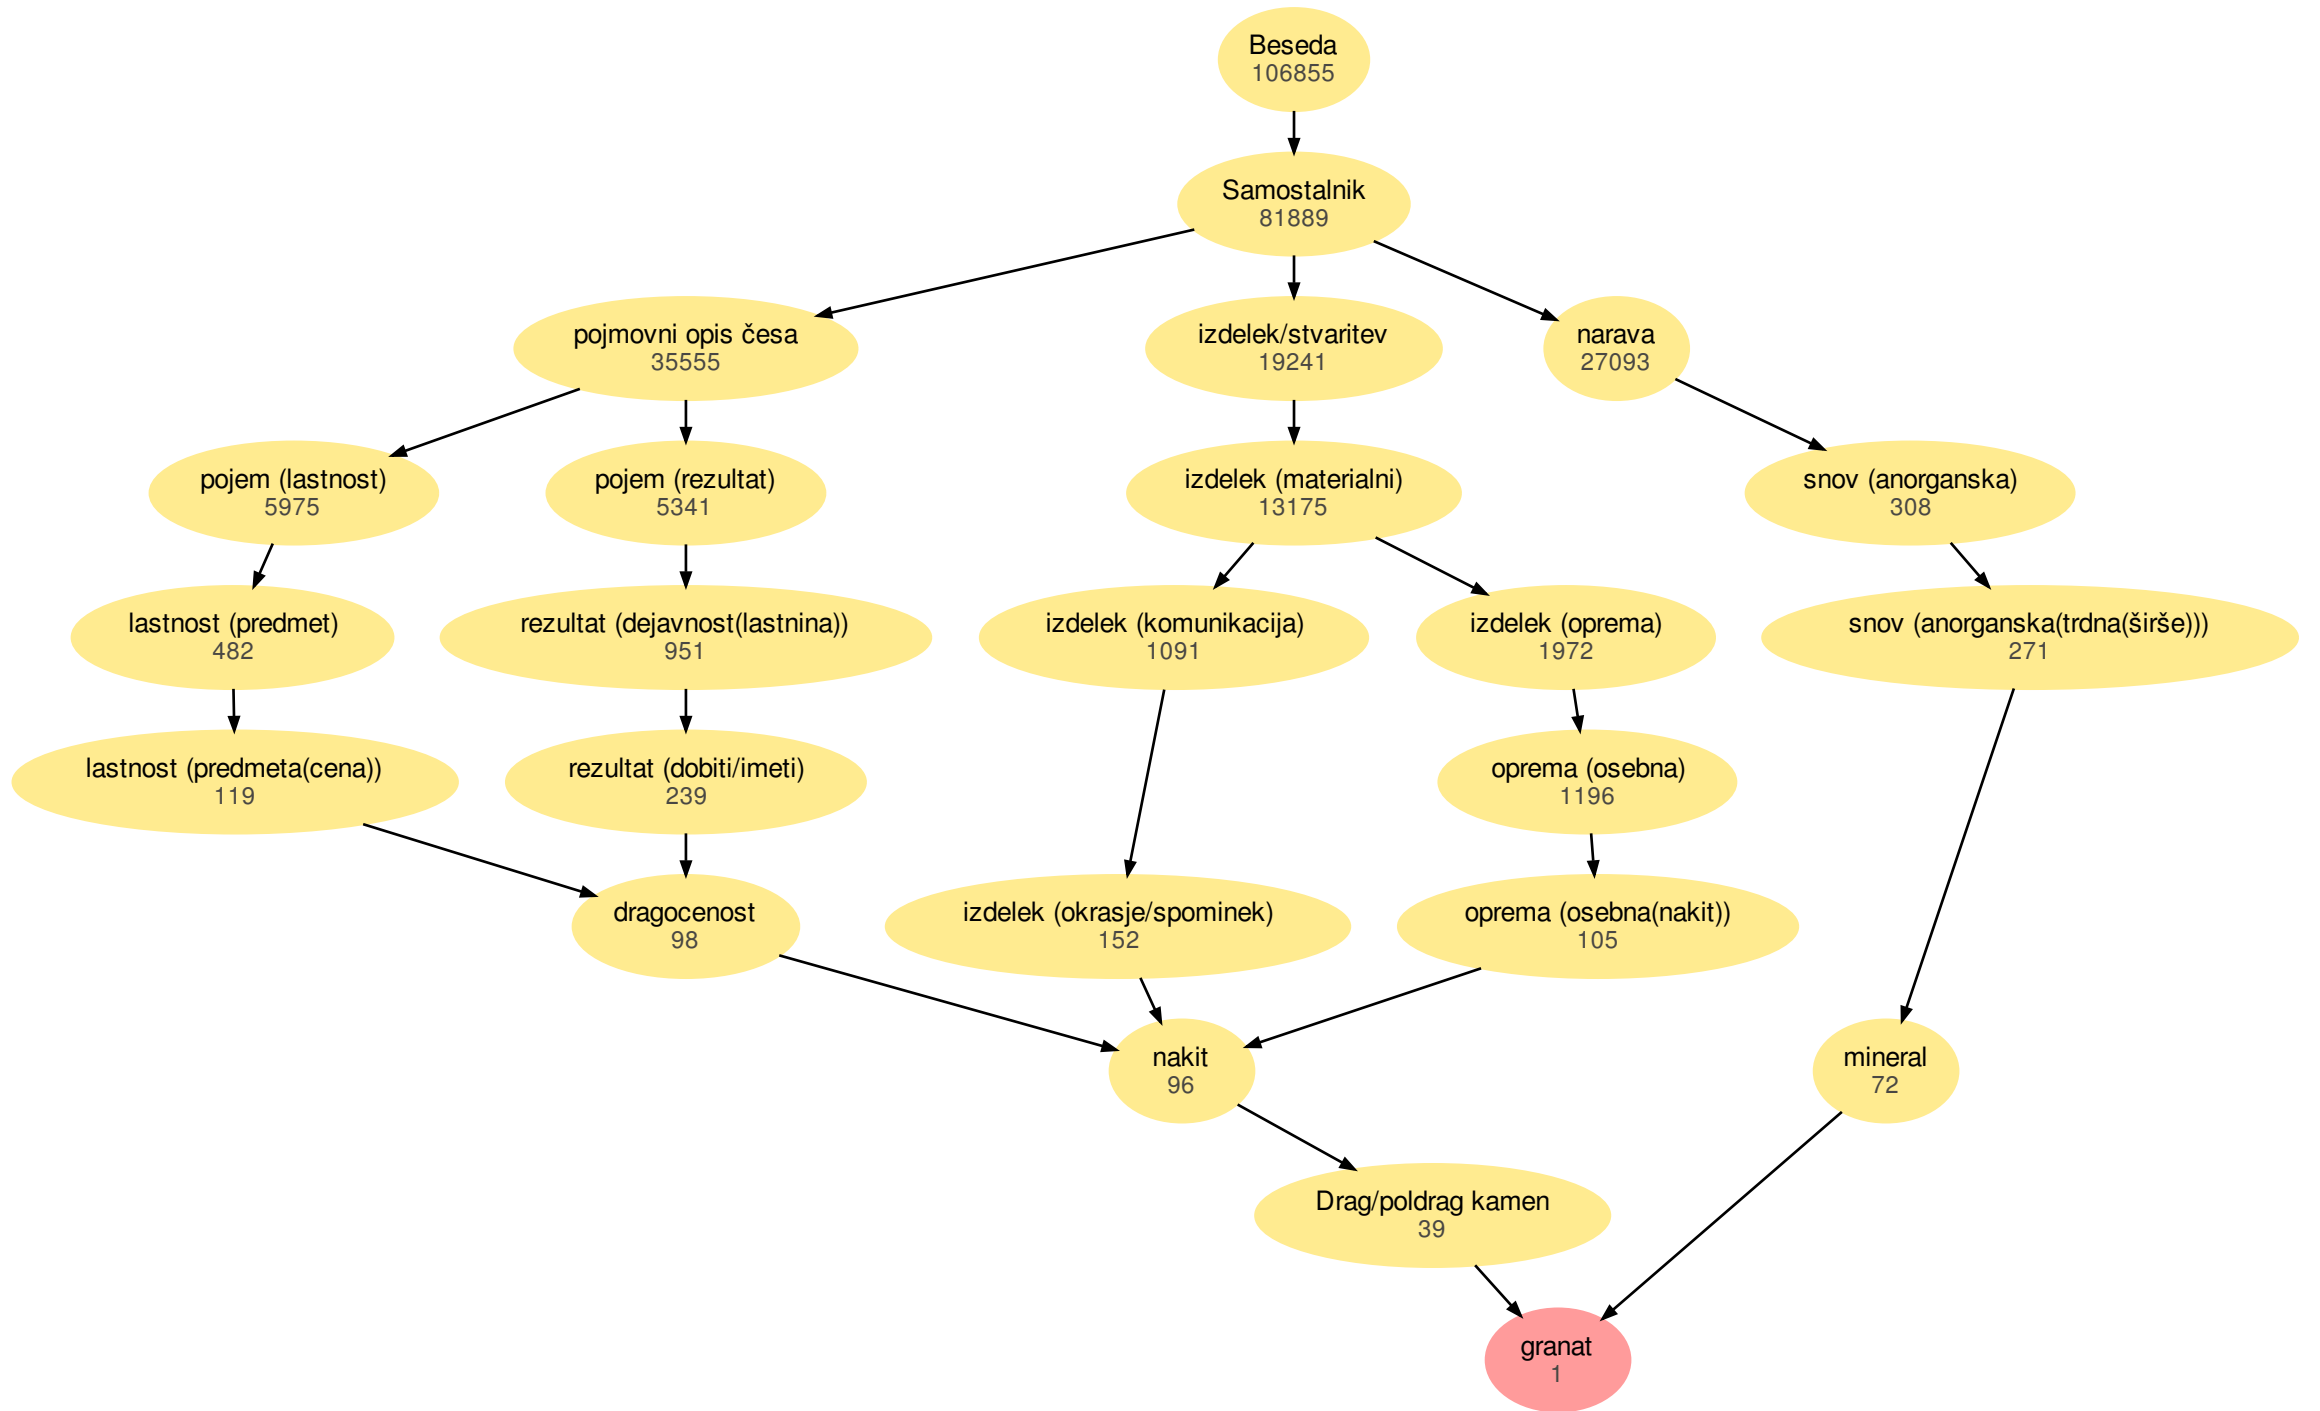 Beseda
106855
Samostalnik
81889
pojmovni opis česa
35555
izdelek/stvaritev
19241
narava
27093
pojem (lastnost)
5975
pojem (rezultat)
5341
izdelek (materialni)
13175
snov (anorganska)
308
lastnost (predmet)
482
rezultat (dejavnost(lastnina))
951
izdelek (komunikacija)
1091
izdelek (oprema)
1972
snov (anorganska(trdna(širše)))
271
lastnost (predmeta(cena))
119
rezultat (dobiti/imeti)
239
oprema (osebna)
1196
dragocenost
98
izdelek (okrasje/spominek)
152
oprema (osebna(nakit))
105
nakit
96
mineral
72
Drag/poldrag kamen
39
granat
1